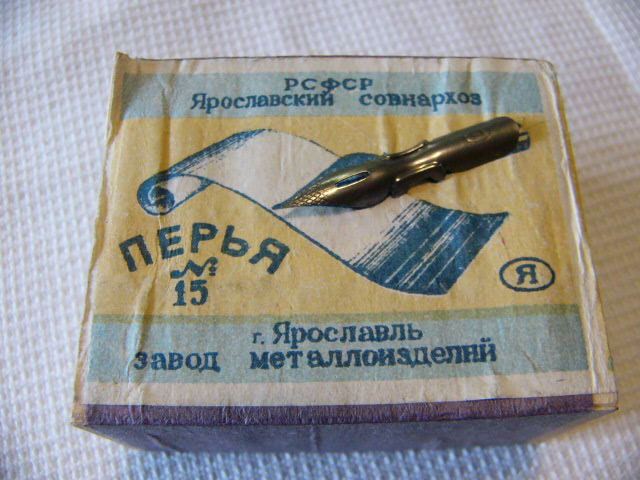 РСФСР
Ярославский совнархоз
ПЕРЬЯ
№
15
Я
г. Ярославль
завод металлоизделий